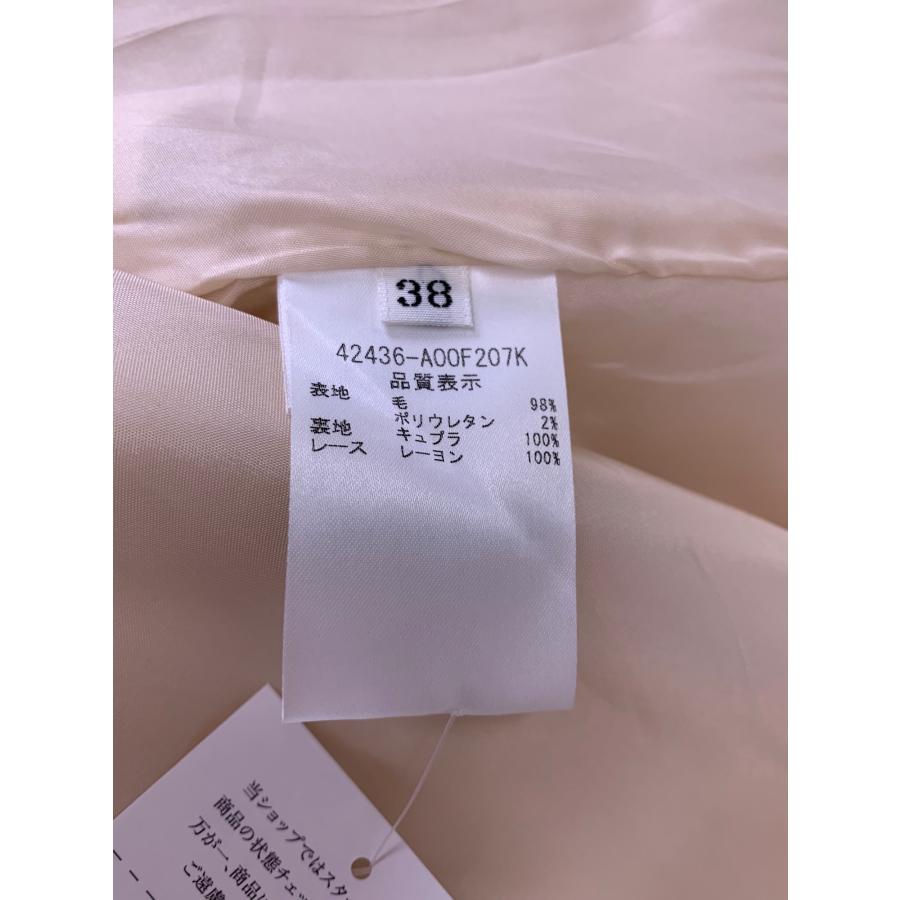 38
42436-A00F207K
品質表示
表地 毛 98%
ポリウレタン 2%
裏地 キュプラ 100%
レース レーヨン 100%
当ショップではスタ
商品の状態チェッ
万が一、商品に
ご遠慮